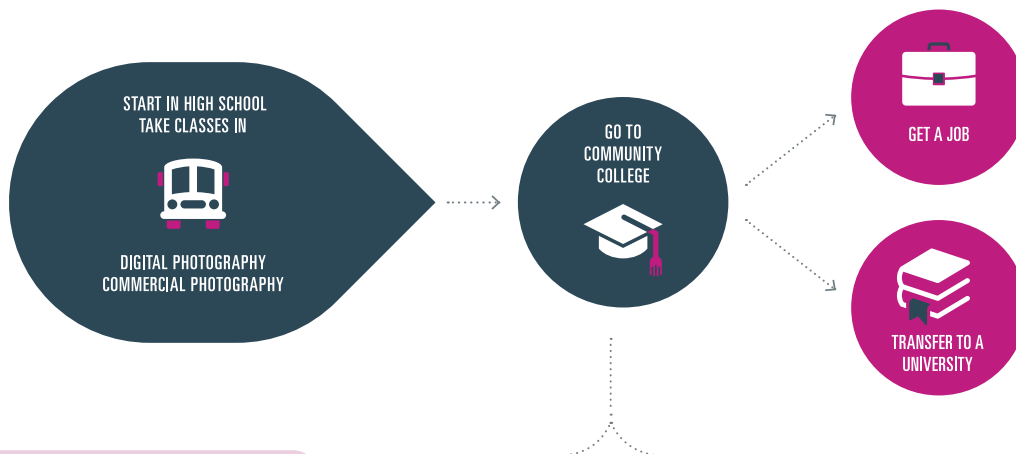 START IN HIGH SCHOOL
TAKE CLASSES IN
DIGITAL PHOTOGRAPHY
COMMERCIAL PHOTOGRAPHY
GO TO
COMMUNITY
COLLEGE
GET A JOB
TRANSFER TO A
UNIVERSITY